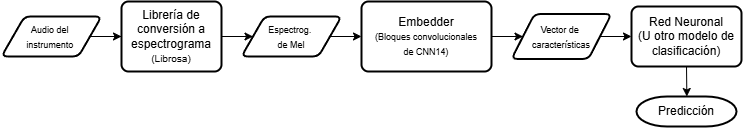 Audio del
instrumento
Librería de
conversión a
espectrograma
(Librosa)
Espectrog.
de Mel
Embedder
(Bloques convolucionales
de CNN14)
Vector de
características
Red Neuronal
(U otro modelo de
clasificación)
Predicción